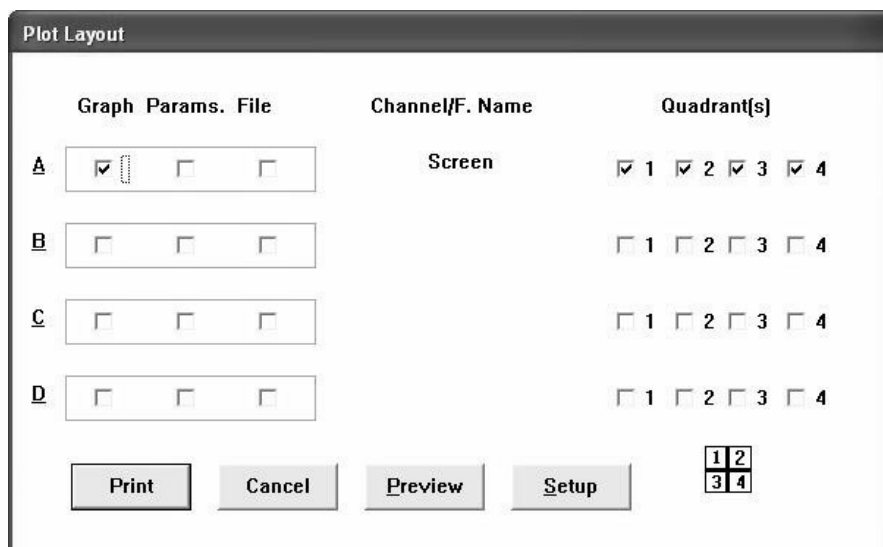 Plot Layout
Graph Params. File Channel/F. Name Quadrant(s)
A Screen 1 2 3 4
B 1 2 3 4
C 1 2 3 4
D 1 2 3 4
Print Cancel Preview Setup
1 2
3 4